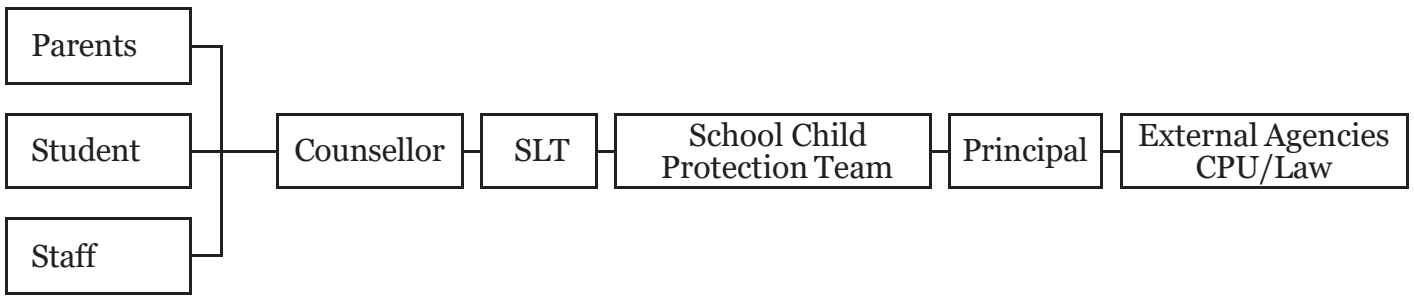 Parents
Student
Staff
Counsellor
SLT
School Child
Protection Team
Principal
External Agencies
CPU/Law